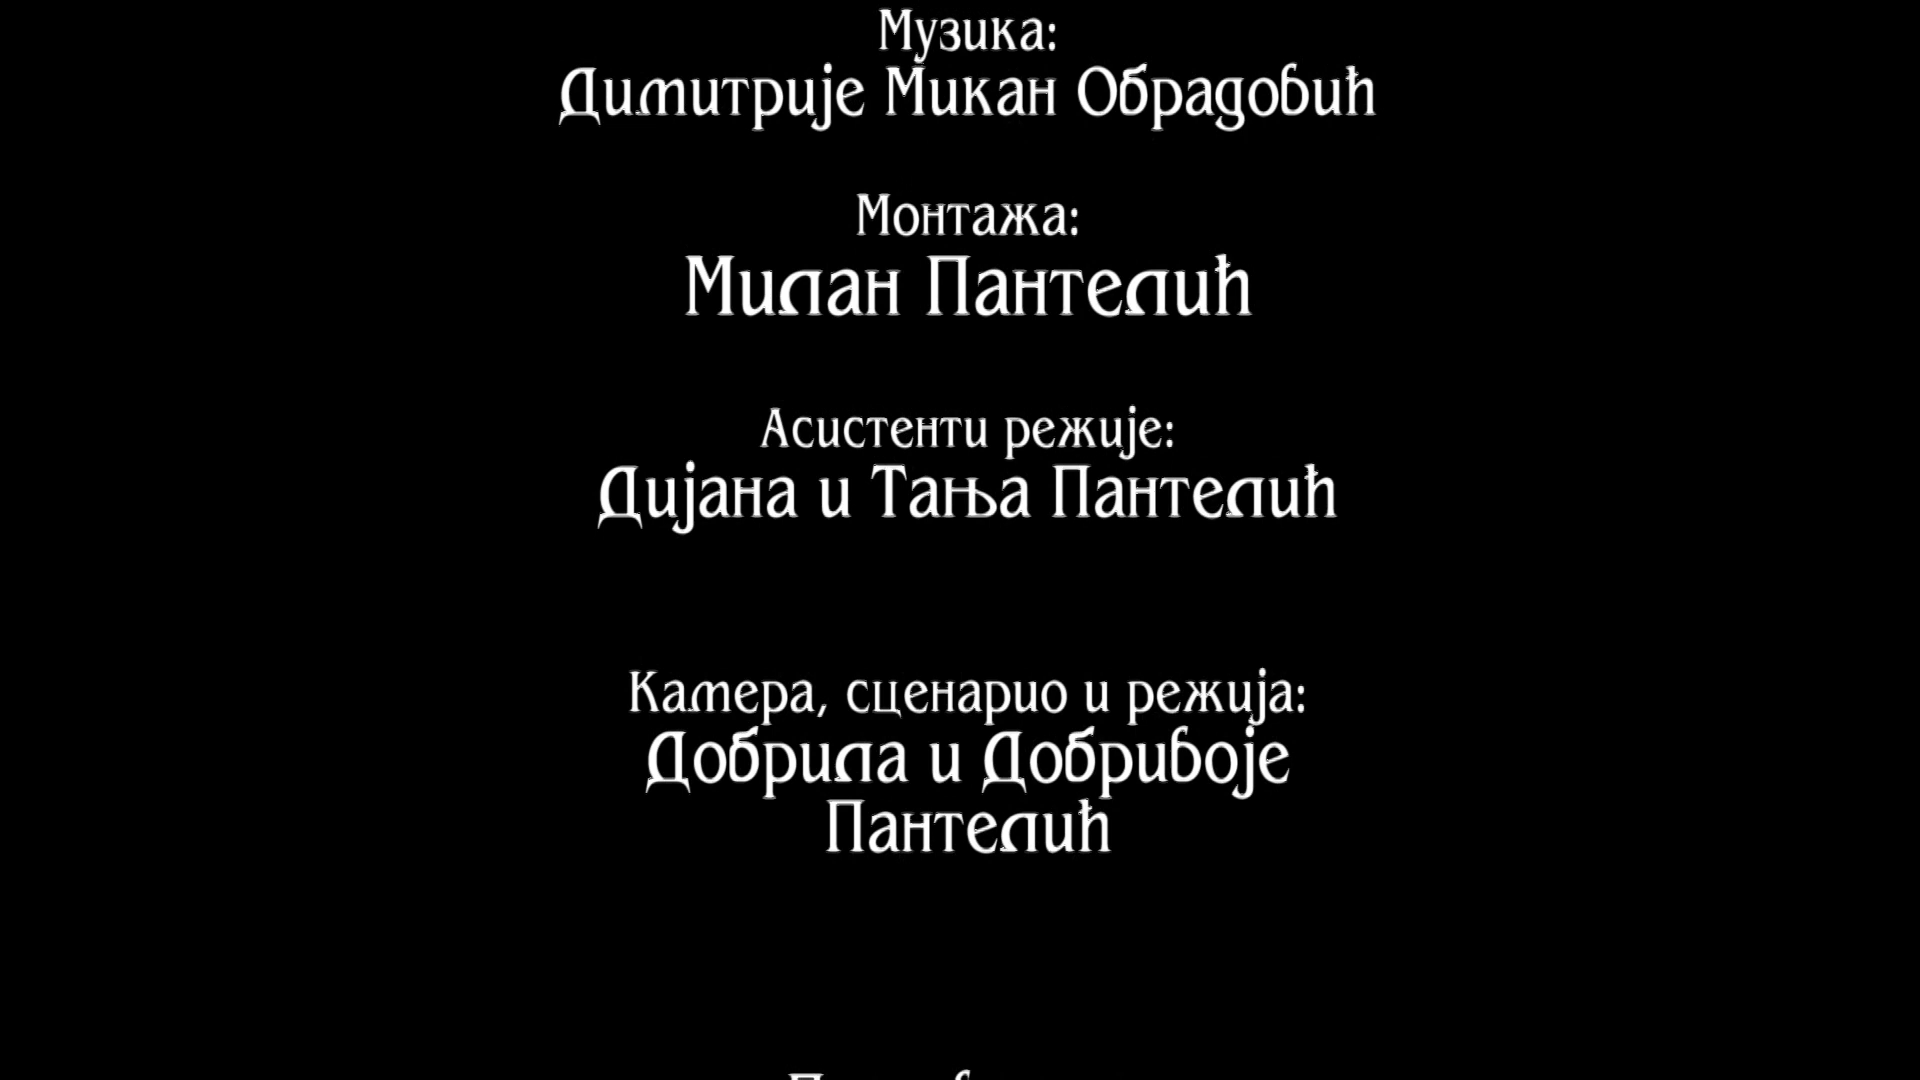 Музика:
Димитрије Микан Обрадовић
Монтажа:
Милан Пантелић
Асистенти режије:
Дијана и Тања Пантелић
Камера, сценарио и режија:
Добрила и Добривоје
Пантелић